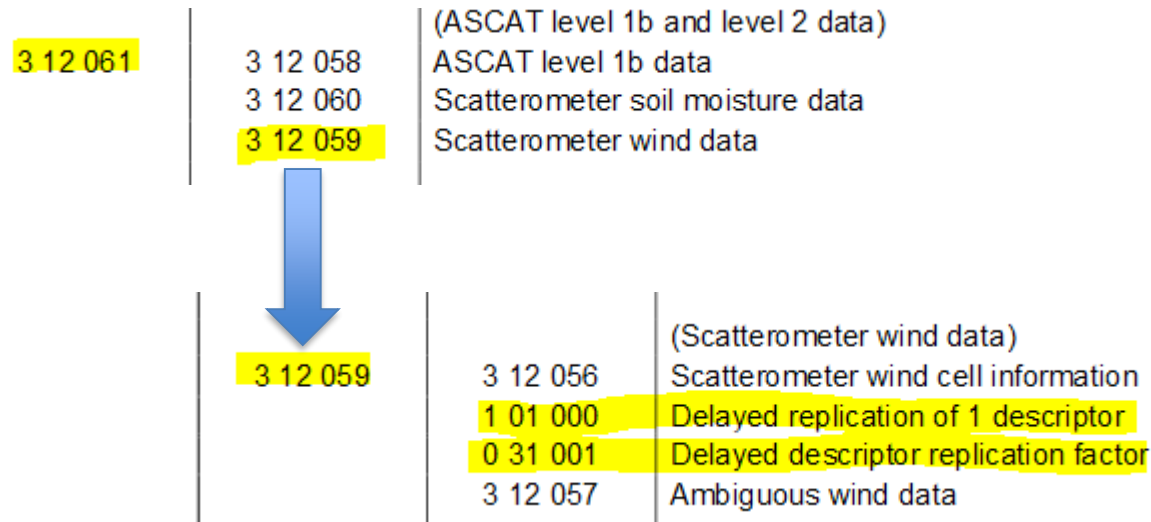 (ASCAT level 1b and level 2 data)
3 12 061 3 12 058 ASCAT level 1b data
3 12 060 Scatterometer soil moisture data
3 12 059 Scatterometer wind data
(Scatterometer wind data)
3 12 059 3 12 056 Scatterometer wind cell information
1 01 000 Delayed replication of 1 descriptor
0 31 001 Delayed descriptor replication factor
3 12 057 Ambiguous wind data